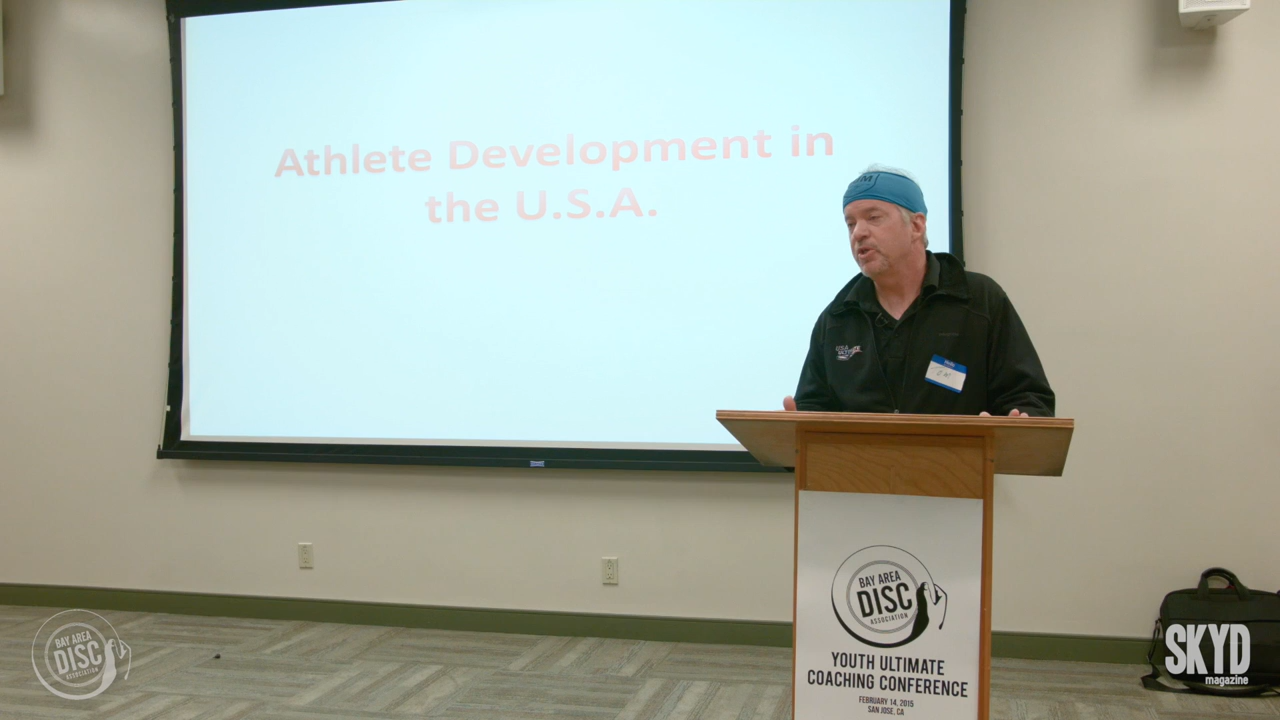 Athlete Development in
the U.S.A.
M
BAY AREA
DISC
ASSOCIATION
YOUTH ULTIMATE
COACHING CONFERENCE
FEBRUARY 14, 2015
SAN JOSE, CA
BAY AREA
DISC
ASSOCIATION
SKYD
magazine